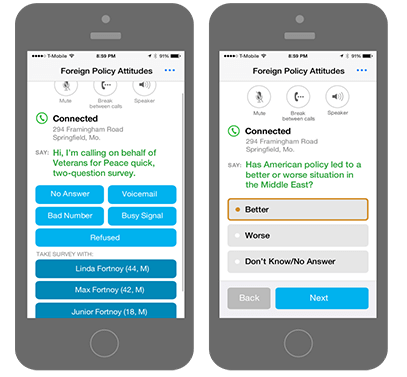 T-Mobile 8:59 PM 91%
Foreign Policy Attitudes
Mute
Break
between calls
Speaker
Connected
294 Framingham Road
Springfield, Mo.
SAY: Hi, I'm calling on behalf of
Veterans for Peace quick,
two-question survey.
No Answer
Voicemail
Bad Number
Busy Signal
Refused
TAKE SURVEY WITH:
Linda Fortnoy (44, M)
Max Fortnoy (42, M)
Junior Fortnoy (18, M)
T-Mobile 8:59 PM 91%
Foreign Policy Attitudes
Mute
Break
between calls
Speaker
Connected
294 Framingham Road
Springfield, Mo.
SAY: Has American policy led to a
better or worse situation in
the Middle East?
Better
Worse
Don't Know/No Answer
Back
Next